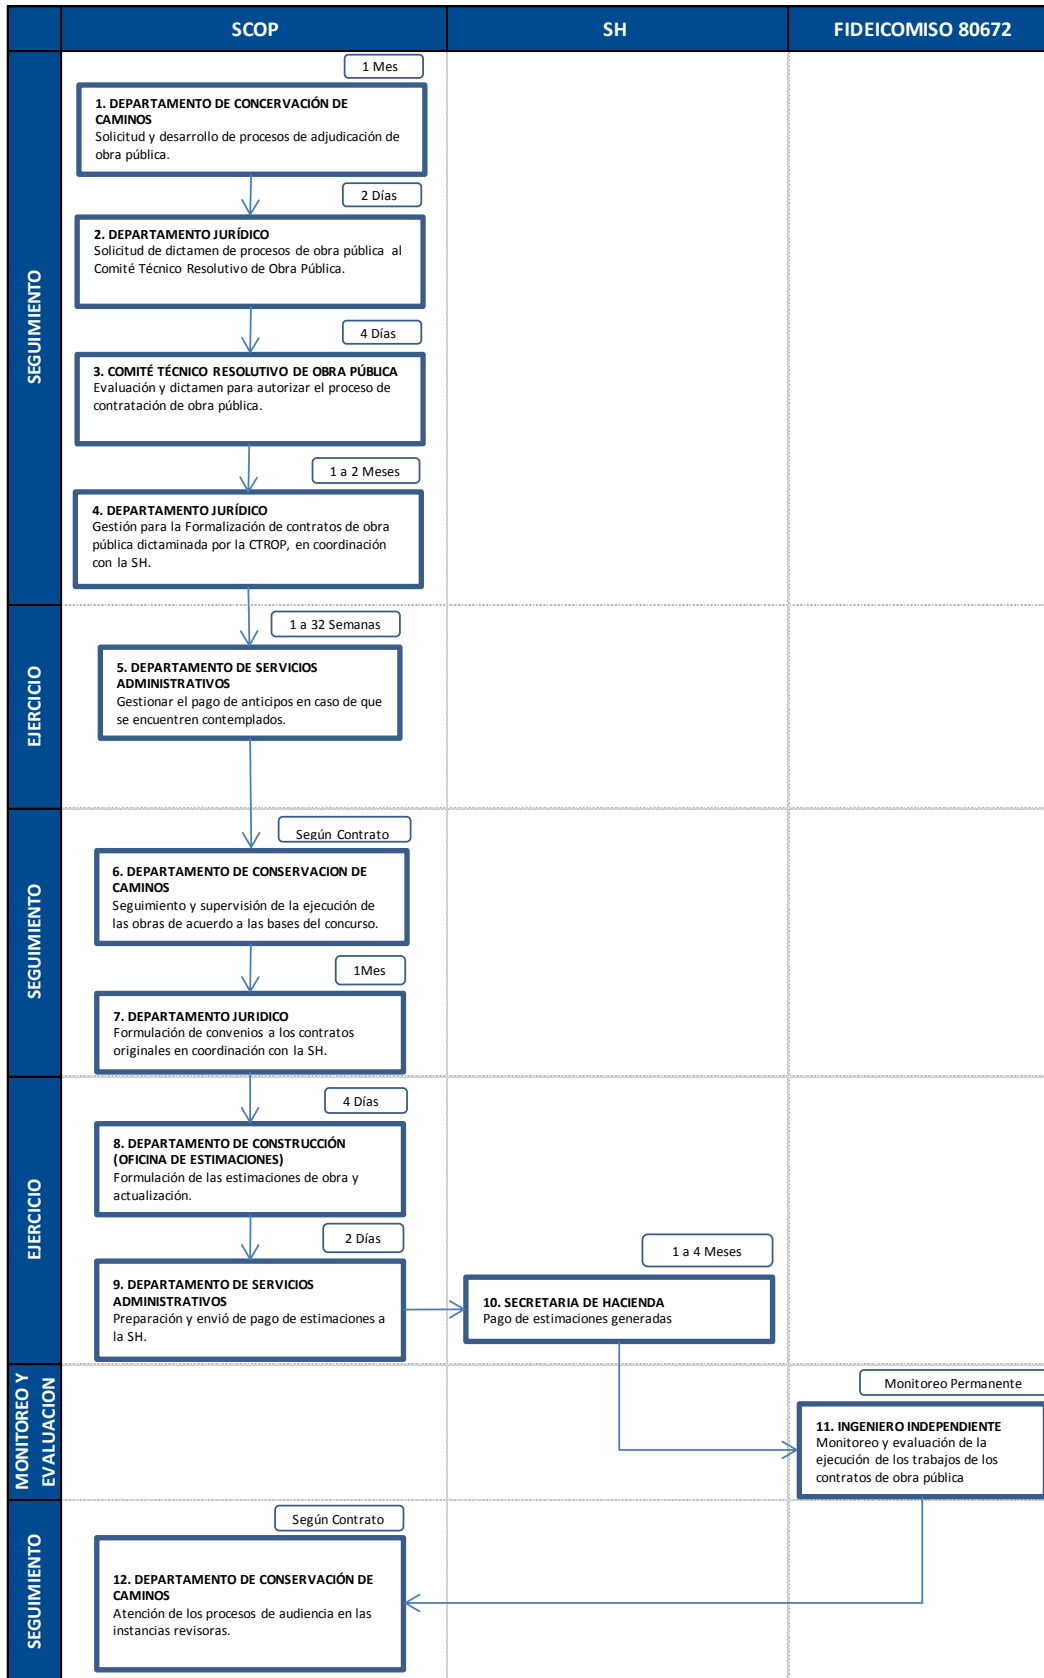 SCOP
SH
FIDEICOMISO 80672
SEGUIMIENTO
1 Mes
1. DEPARTAMENTO DE CONCERVACIÓN DE
CAMINOS
Solicitud y desarrollo de procesos de adjudicación de
obra pública.
2 Días
2. DEPARTAMENTO JURÍDICO
Solicitud de dictamen de procesos de obra pública al
Comité Técnico Resolutivo de Obra Pública.
4 Días
3. COMITÉ TÉCNICO RESOLUTIVO DE OBRA PÚBLICA
Evaluación y dictamen para autorizar el proceso de
contratación de obra pública.
1 a 2 Meses
4. DEPARTAMENTO JURÍDICO
Gestión para la Formalización de contratos de obra
pública dictaminada por la CTROP, en coordinación
con la SH.
EJERCICIO
1 a 32 Semanas
5. DEPARTAMENTO DE SERVICIOS
ADMINISTRATIVOS
Gestionar el pago de anticipos en caso de que
se encuentren contemplados.
SEGUIMIENTO
Según Contrato
6. DEPARTAMENTO DE CONSERVACION DE
CAMINOS
Seguimiento y supervisión de la ejecución de
las obras de acuerdo a las bases del concurso.
1Mes
7. DEPARTAMENTO JURIDICO
Formulación de convenios a los contratos
originales en coordinación con la SH.
EJERCICIO
4 Días
8. DEPARTAMENTO DE CONSTRUCCIÓN
(OFICINA DE ESTIMACIONES)
Formulación de las estimaciones de obra y
actualización.
2 Días
9. DEPARTAMENTO DE SERVICIOS
ADMINISTRATIVOS
Preparación y envió de pago de estimaciones a
la SH.
1 a 4 Meses
10. SECRETARIA DE HACIENDA
Pago de estimaciones generadas
MONITOREO Y
EVALUACION
Monitoreo Permanente
11. INGENIERO INDEPENDIENTE
Monitoreo y evaluación de la
ejecución de los trabajos de los
contratos de obra pública
SEGUIMIENTO
Según Contrato
12. DEPARTAMENTO DE CONSERVACIÓN DE
CAMINOS
Atención de los procesos de audiencia en las
instancias revisoras.